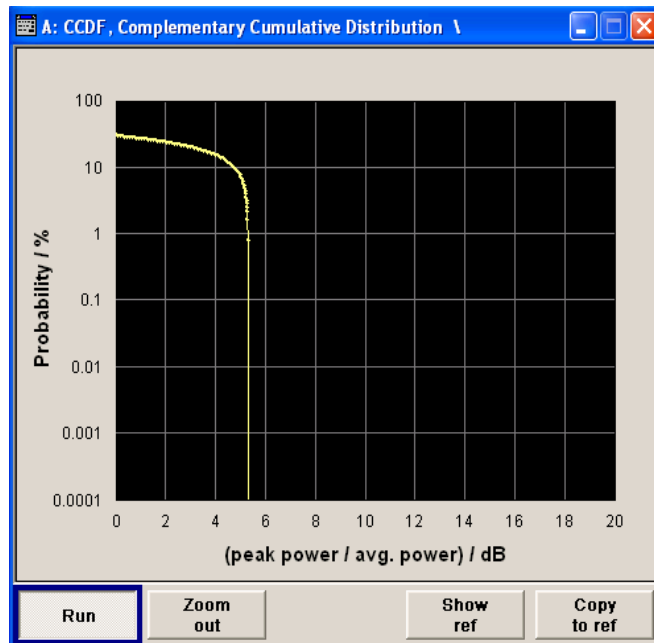 A: CCDF, Complementary Cumulative Distribution \
100
10
1
0.1
0.01
0.001
0.0001
Probability / %
0 2 4 6 8 10 12 14 16 18 20
(peak power / avg. power) / dB
Run
Zoom
out
Show
ref
Copy
to ref